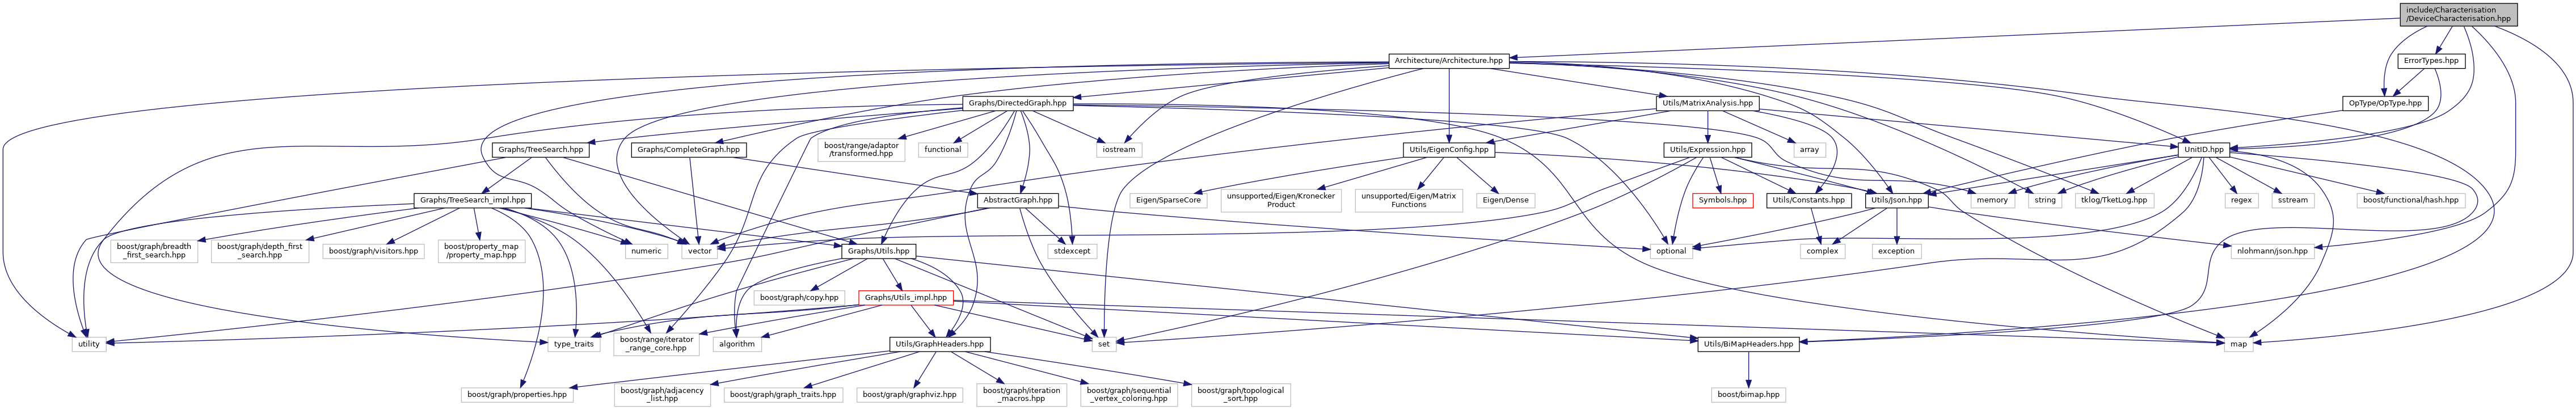 include/Characterisation
/DeviceCharacterisation.hpp
Architecture/Architecture.hpp
ErrorTypes.hpp
Graphs/DirectedGraph.hpp
Utils/MatrixAnalysis.hpp
OpType/OpType.hpp
Graphs/TreeSearch.hpp
Graphs/CompleteGraph.hpp
boost/range/adaptor
/transformed.hpp
functional
iostream
Utils/EigenConfig.hpp
Utils/Expression.hpp
array
UnitID.hpp
Graphs/TreeSearch_impl.hpp
AbstractGraph.hpp
Eigen/SparseCore
unsupported/Eigen/Kronecker
Product
unsupported/Eigen/Matrix
Functions
Eigen/Dense
Symbols.hpp
Utils/Constants.hpp
Utils/Json.hpp
memory
string
tklog/TketLog.hpp
regex
sstream
boost/functional/hash.hpp
boost/graph/breadth
_first_search.hpp
boost/graph/depth_first
_search.hpp
boost/graph/visitors.hpp
boost/property_map
/property_map.hpp
numeric
vector
Graphs/Utils.hpp
stdexcept
optional
complex
exception
nlohmann/json.hpp
boost/graph/copy.hpp
Graphs/Utils_impl.hpp
utility
type_traits
boost/range/iterator
_range_core.hpp
algorithm
Utils/GraphHeaders.hpp
set
Utils/BiMapHeaders.hpp
map
boost/graph/properties.hpp
boost/graph/adjacency
_list.hpp
boost/graph/graph_traits.hpp
boost/graph/graphviz.hpp
boost/graph/iteration
_macros.hpp
boost/graph/sequential
_vertex_coloring.hpp
boost/graph/topological
_sort.hpp
boost/bimap.hpp